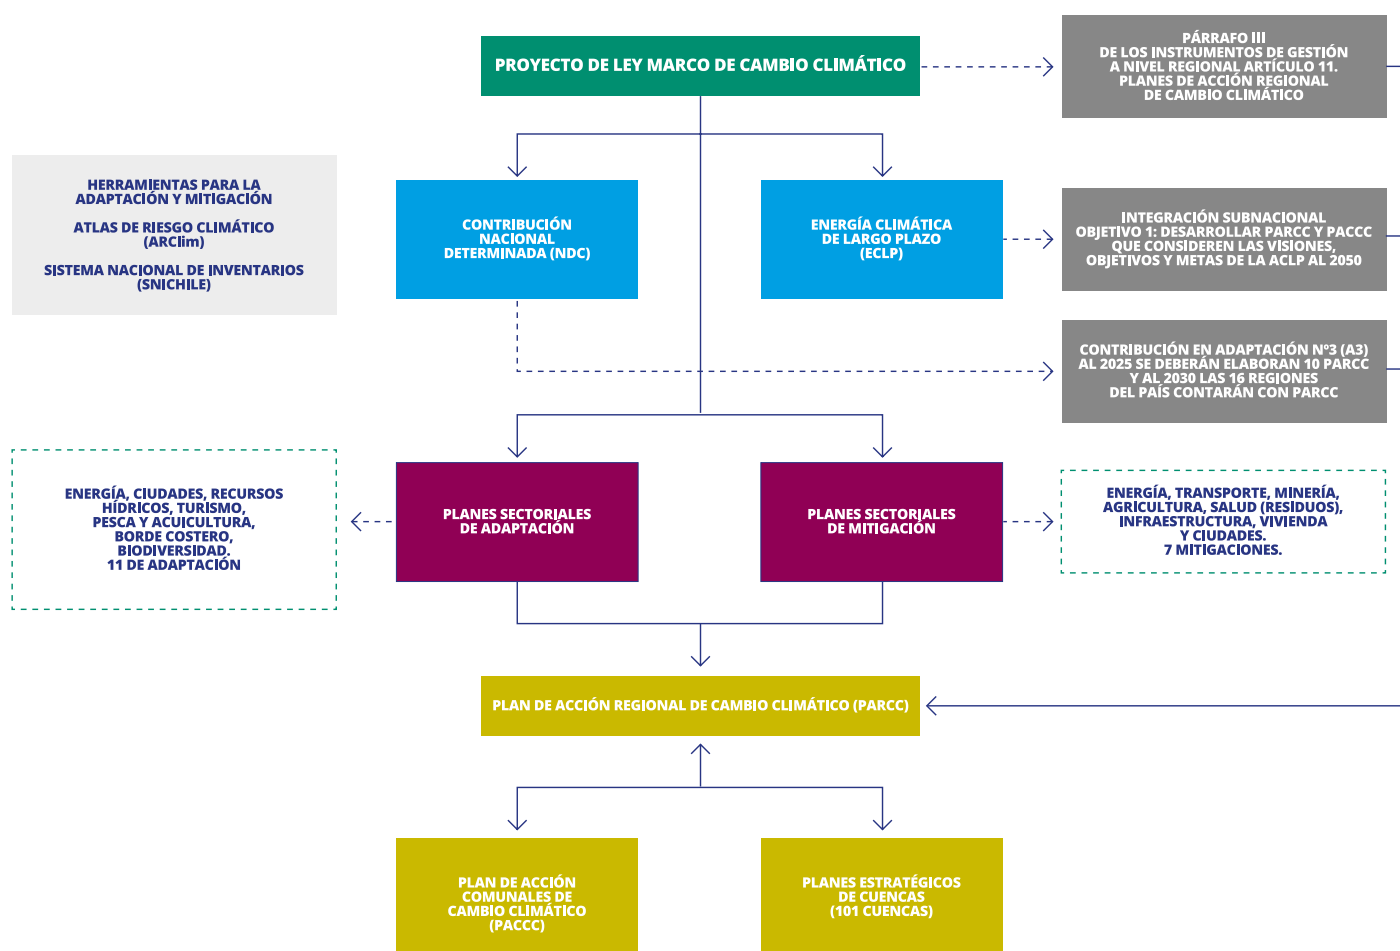 PROYECTO DE LEY MARCO DE CAMBIO CLIMÁTICO
PÁRRAFO III
DE LOS INSTRUMENTOS DE GESTIÓN
A NIVEL REGIONAL ARTÍCULO 11.
PLANES DE ACCIÓN REGIONAL
DE CAMBIO CLIMÁTICO
HERRAMIENTAS PARA LA
ADAPTACIÓN Y MITIGACIÓN
ATLAS DE RIESGO CLIMÁTICO
(ARClim)
SISTEMA NACIONAL DE INVENTARIOS
(SNICHILE)
CONTRIBUCIÓN
NACIONAL
DETERMINADA (NDC)
ENERGÍA CLIMÁTICA
DE LARGO PLAZO
(ECLP)
INTEGRACIÓN SUBNACIONAL
OBJETIVO 1: DESARROLLAR PARCC Y PACCC
QUE CONSIDEREN LAS VISIONES,
OBJETIVOS Y METAS DE LA ACLP AL 2050
CONTRIBUCIÓN EN ADAPTACIÓN Nº3 (A3)
AL 2025 SE DEBERÁN ELABORAN 10 PARCC
Y AL 2030 LAS 16 REGIONES
DEL PAÍS CONTARÁN CON PARCC
ENERGÍA, CIUDADES, RECURSOS
HÍDRICOS, TURISMO,
PESCA Y ACUICULTURA,
BORDE COSTERO,
BIODIVERSIDAD.
11 DE ADAPTACIÓN
PLANES SECTORIALES
DE ADAPTACIÓN
PLANES SECTORIALES
DE MITIGACIÓN
ENERGÍA, TRANSPORTE, MINERÍA,
AGRICULTURA, SALUD (RESÍDUOS),
INFRAESTRUCTURA, VIVIENDA
Y CIUDADES.
7 MITIGACIONES.
PLAN DE ACCIÓN REGIONAL DE CAMBIO CLIMÁTICO (PARCC)
PLAN DE ACCIÓN
COMUNALES DE
CAMBIO CLIMÁTICO
(PACCC)
PLANES ESTRATÉGICOS
DE CUENCAS
(101 CUENCAS)